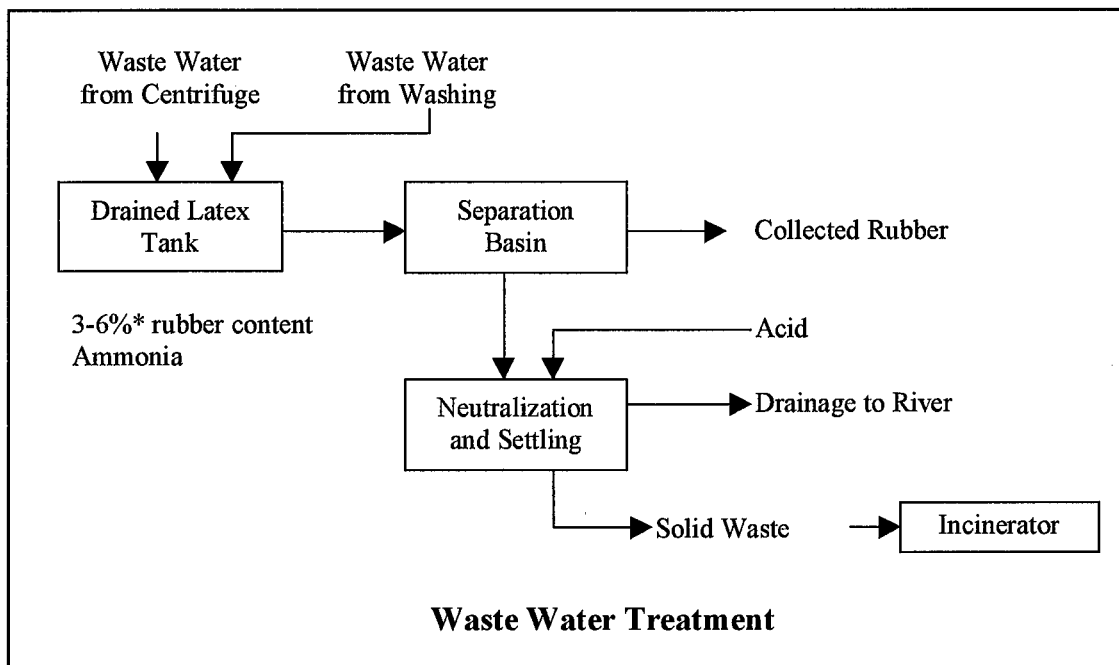 Waste Water
from Centrifuge
Waste Water
from Washing
Drained Latex
Tank
Separation
Basin
Collected Rubber
3-6%* rubber content
Ammonia
Acid
Neutralization
and Settling
Drainage to River
Solid Waste
Incinerator
Waste Water Treatment